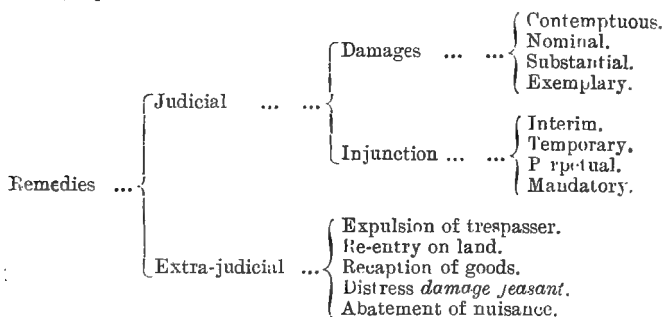 Contemptuous.
Damages ... ... Nominal.
Substantial.
Exemplary.
Judicial ... ...
Interim.
Injunction ... ... Temporary.
P rpetual.
Mandatory.
Remedies ...
Expulsion of trespasser.
Re-entry on land.
Extra-judicial ... Recaption of goods.
Distress damage feasant.
Abatement of nuisance.